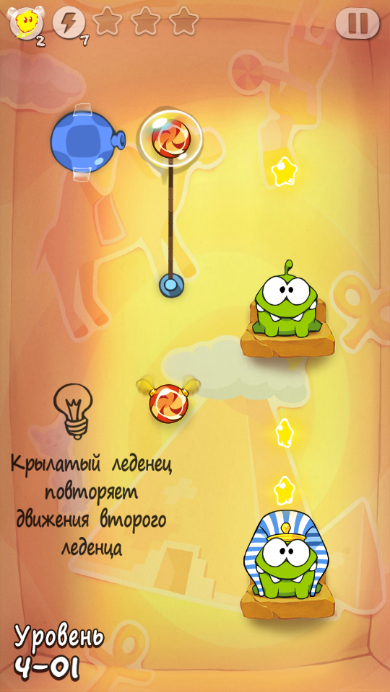 2
7
Крылатый леденец
повторяет
движения второго
леденца
Уровень
4-01